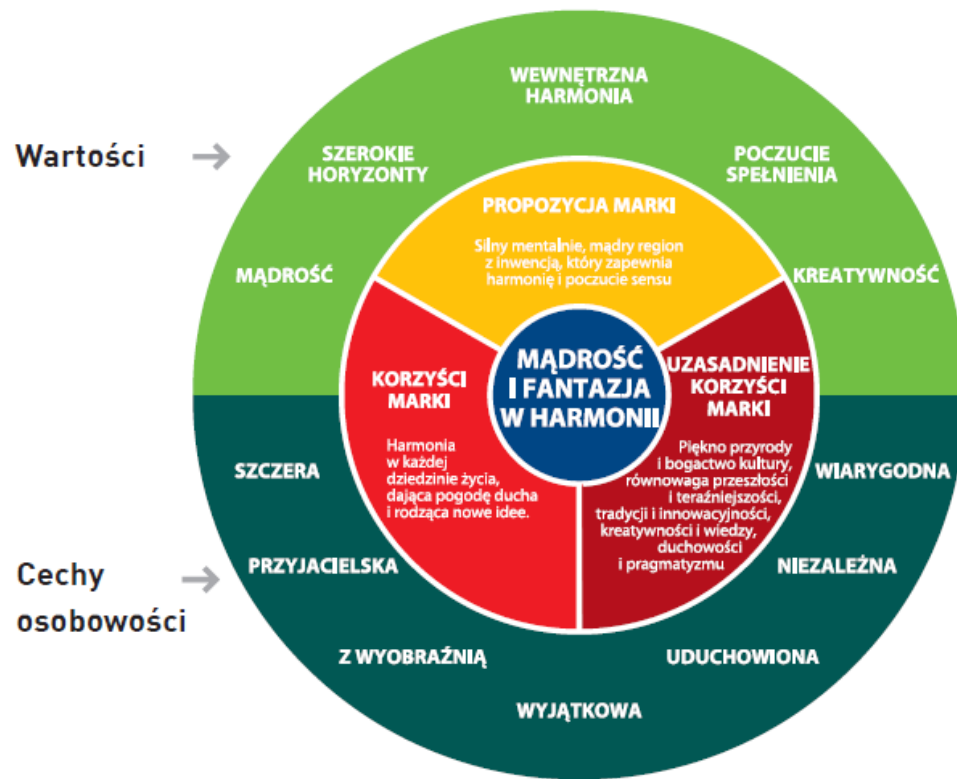 Wartości →
WEWNĘTRZNA
HARMONIA
SZEROKIE
HORYZONTY
POCZUCIE
SPEŁNIENIA
MĄDROŚĆ
KREATYWNOŚĆ
PROPOZYCJA MARKI
Silny mentalnie, mądry region
z inwencją, który zapewnia
harmonię i poczucie sensu
MĄDROŚĆ
I FANTAZJA
W HARMONII
KORZYŚCI
MARKI
Harmonia
w każdej
dziedzinie życia,
dająca pogodę ducha
i rodząca nowe idee.
UZASADNIENIE
KORZYŚCI
MARKI
Piękno przyrody
i bogactwo kultury,
równowaga przeszłości
i teraźniejszości,
tradycji i innowacyjności,
kreatywności i wiedzy,
duchowości
i pragmatyzmu
Cechy →
osobowości
SZCZERA
WIARYGODNA
PRZYJACIELSKA
NIEZALEŻNA
Z WYOBRAŹNIĄ
UDUCHOWIONA
WYJĄTKOWA